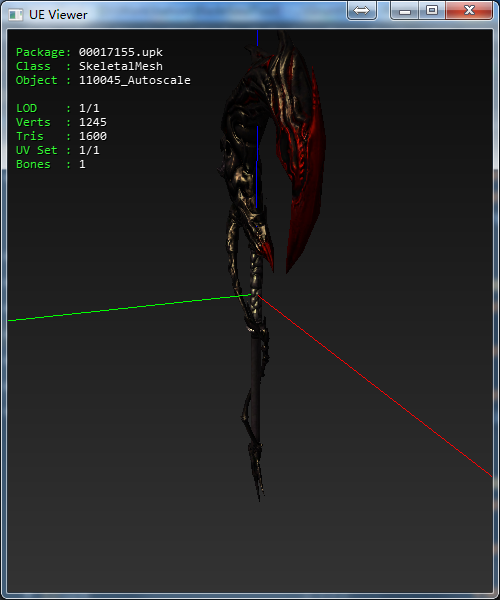 UE Viewer
Package: 00017155.upk
Class  : SkeletalMesh
Object : 110045_Autoscale
LOD    : 1/1
Verts  : 1245
Tris   : 1600
UV Set : 1/1
Bones  : 1